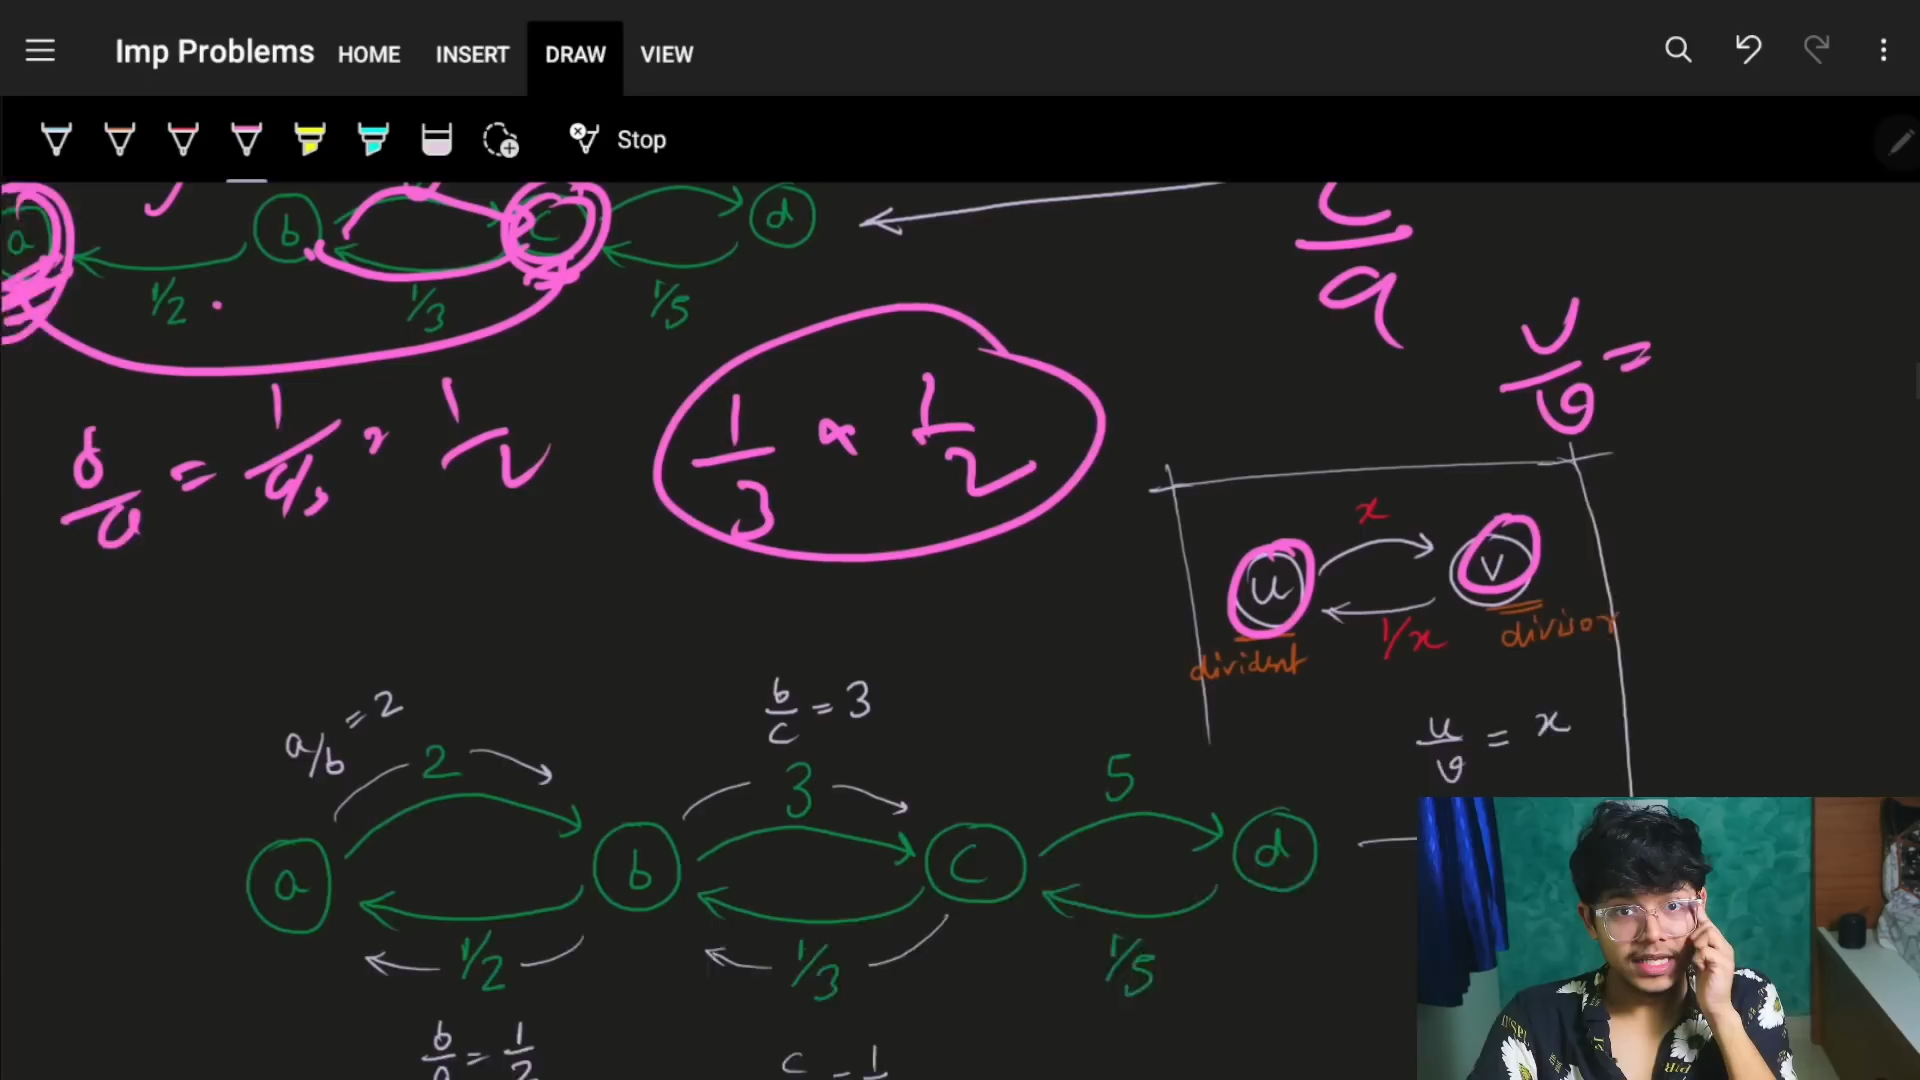 Imp Problems HOME INSERT DRAW VIEW
Stop
a b c d
1/2 1/3 1/5
c/a
v/v =
b/a = 1/a/b , 1/2
1/3 × 1/2
x
u v
1/x
divident divisor
u/v = x
a/b = 2
b/c = 3
2 3 5
a b c d
1/2 1/3 1/5
b/a = 1/2
c = 1